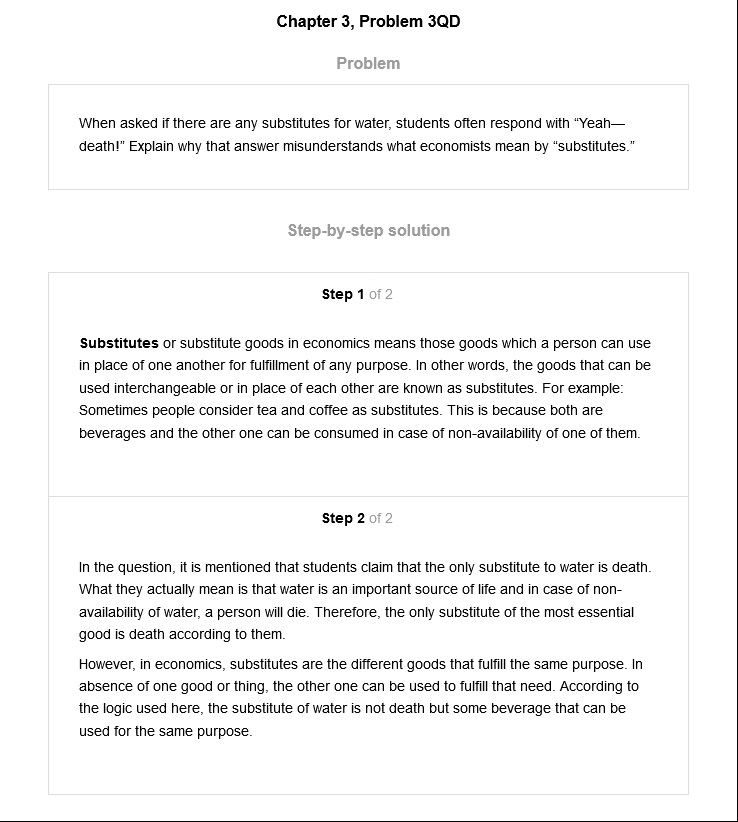 Chapter 3, Problem 3QD
Problem
When asked if there are any substitutes for water, students often respond with “Yeah—
death!” Explain why that answer misunderstands what economists mean by “substitutes.”
Step-by-step solution
Step 1 of 2
Substitutes or substitute goods in economics means those goods which a person can use
in place of one another for fulfillment of any purpose. In other words, the goods that can be
used interchangeable or in place of each other are known as substitutes. For example:
Sometimes people consider tea and coffee as substitutes. This is because both are
beverages and the other one can be consumed in case of non-availability of one of them.
Step 2 of 2
In the question, it is mentioned that students claim that the only substitute to water is death.
What they actually mean is that water is an important source of life and in case of non-
availability of water, a person will die. Therefore, the only substitute of the most essential
good is death according to them.
However, in economics, substitutes are the different goods that fulfill the same purpose. In
absence of one good or thing, the other one can be used to fulfill that need. According to
the logic used here, the substitute of water is not death but some beverage that can be
used for the same purpose.